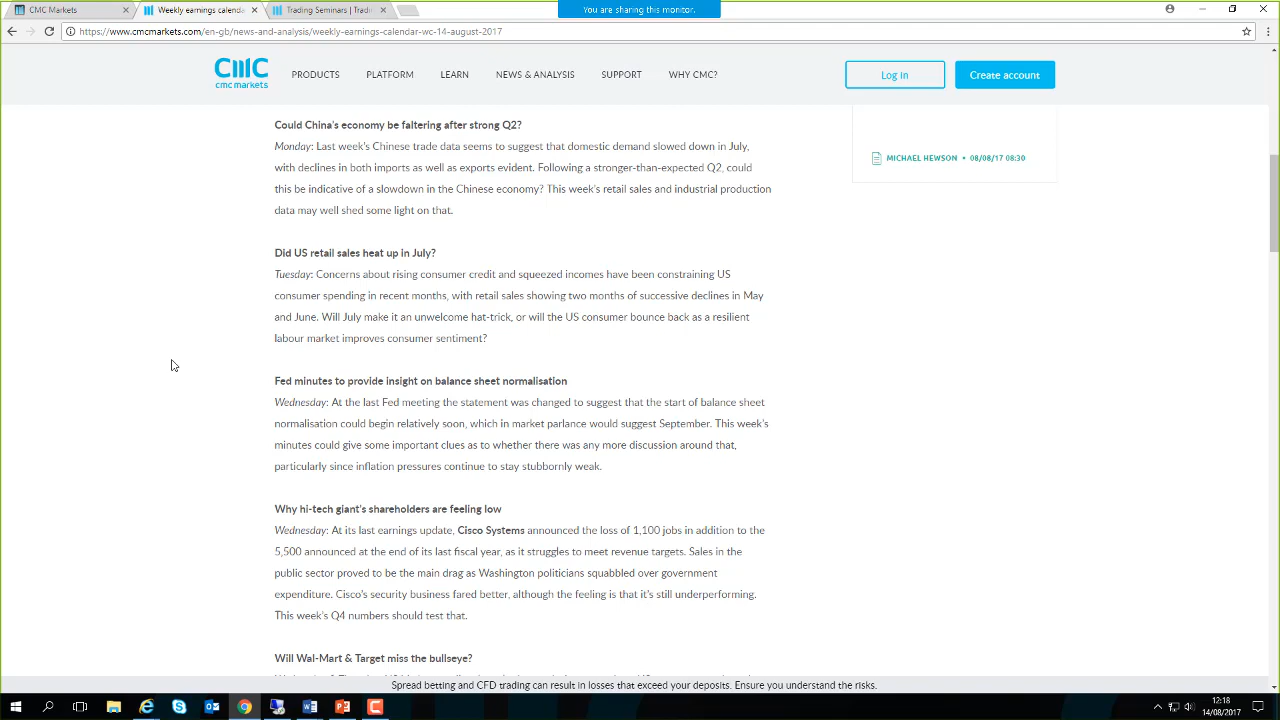 CMC Markets
Weekly earnings calenda
Trading Seminars | Tradin
You are sharing this monitor.
https://www.cmcmarkets.com/en-gb/news-and-analysis/weekly-earnings-calendar-wc-14-august-2017
cmc markets
PRODUCTS PLATFORM LEARN NEWS & ANALYSIS SUPPORT WHY CMC?
Log in
Create account
Could China's economy be faltering after strong Q2?
Monday: Last week's Chinese trade data seems to suggest that domestic demand slowed down in July,
with declines in both imports as well as exports evident. Following a stronger-than-expected Q2, could
this be indicative of a slowdown in the Chinese economy? This week's retail sales and industrial production
data may well shed some light on that.
MICHAEL HEWSON • 08/08/17 08:30
Did US retail sales heat up in July?
Tuesday: Concerns about rising consumer credit and squeezed incomes have been constraining US
consumer spending in recent months, with retail sales showing two months of successive declines in May
and June. Will July make it an unwelcome hat-trick, or will the US consumer bounce back as a resilient
labour market improves consumer sentiment?
Fed minutes to provide insight on balance sheet normalisation
Wednesday: At the last Fed meeting the statement was changed to suggest that the start of balance sheet
normalisation could begin relatively soon, which in market parlance would suggest September. This week's
minutes could give some important clues as to whether there was any more discussion around that,
particularly since inflation pressures continue to stay stubbornly weak.
Why hi-tech giant's shareholders are feeling low
Wednesday: At its last earnings update, Cisco Systems announced the loss of 1,100 jobs in addition to the
5,500 announced at the end of its last fiscal year, as it struggles to meet revenue targets. Sales in the
public sector proved to be the main drag as Washington politicians squabbled over government
expenditure. Cisco's security business fared better, although the feeling is that it's still underperforming.
This week's Q4 numbers should test that.
Will Wal-Mart & Target miss the bullseye?
Spread betting and CFD trading can result in losses that exceed your deposits. Ensure you understand the risks.
12:18
14/08/2017